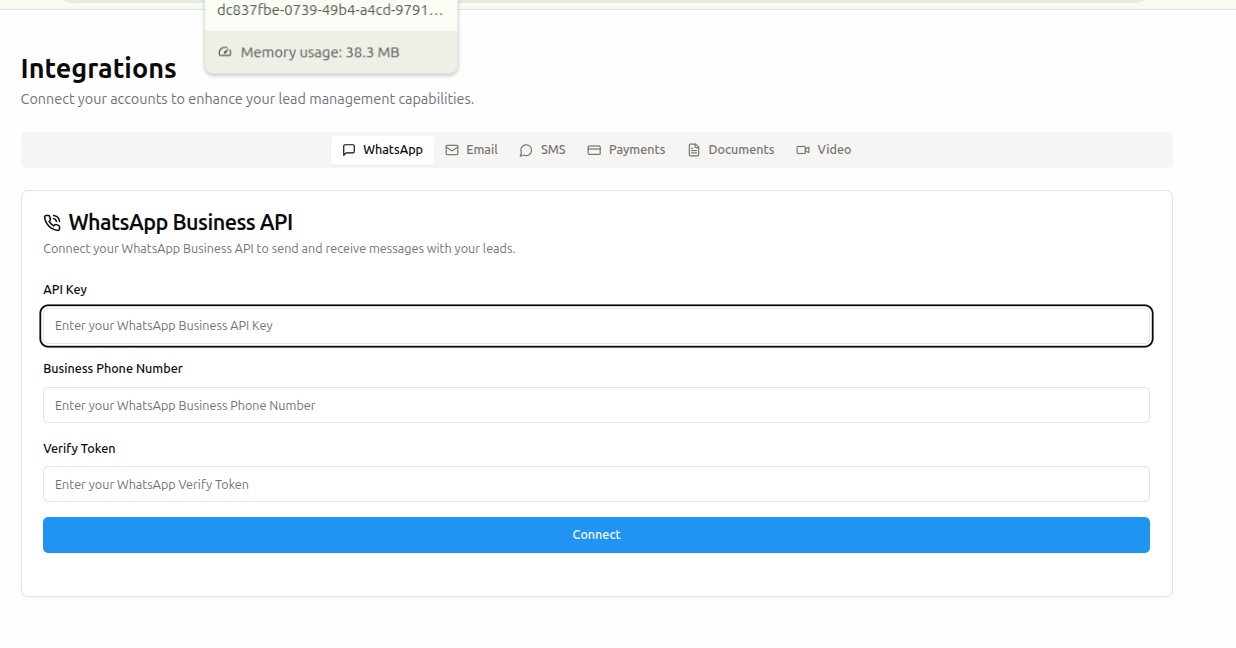 dc837fbe-0739-49b4-a4cd-9791...
Memory usage: 38.3 MB
Integrations
Connect your accounts to enhance your lead management capabilities.
WhatsApp Email SMS Payments Documents Video
WhatsApp Business API
Connect your WhatsApp Business API to send and receive messages with your leads.
API Key
Enter your WhatsApp Business API Key
Business Phone Number
Enter your WhatsApp Business Phone Number
Verify Token
Enter your WhatsApp Verify Token
Connect